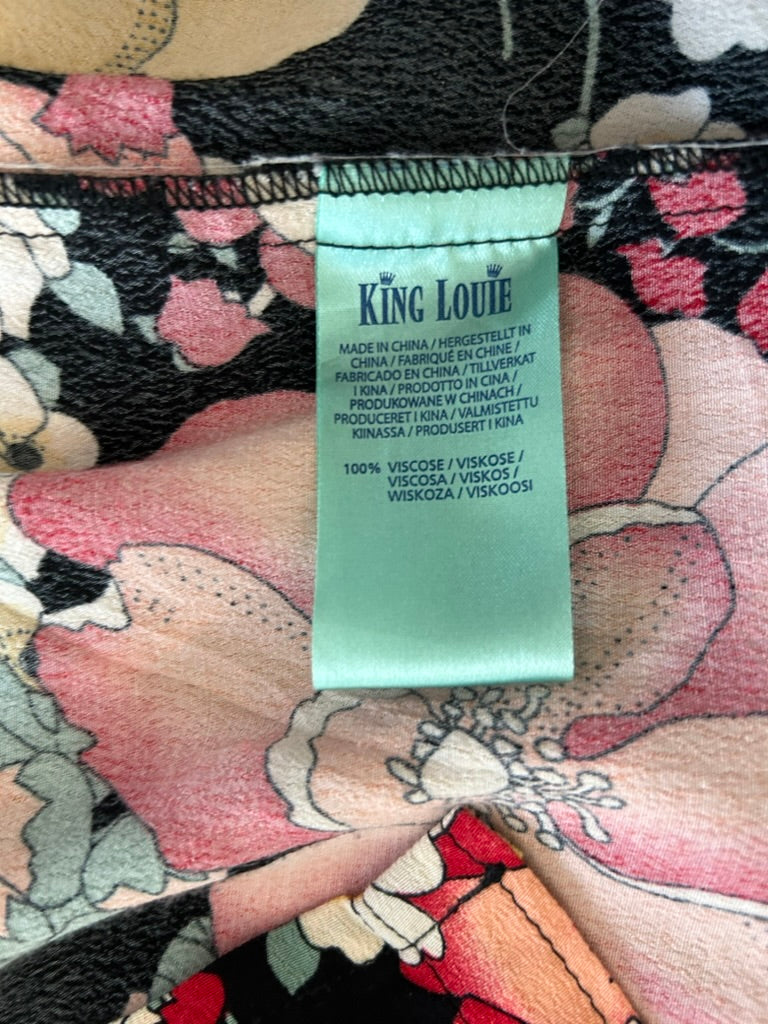 KING LOUIE
MADE IN CHINA / HERGESTELLT IN
CHINA / FABRIQUÉ EN CHINE /
FABRICADO EN CHINA / TILLVERKAT
I KINA / PRODOTTO IN CINA /
PRODUKOWANE W CHINACH /
PRODUCERET I KINA / VALMISTETTU
KIINASSA / PRODUSERT I KINA
100% VISCOSE / VISKOSE /
VISCOSA / VISKOS /
WISKOZA / VISKOOSI